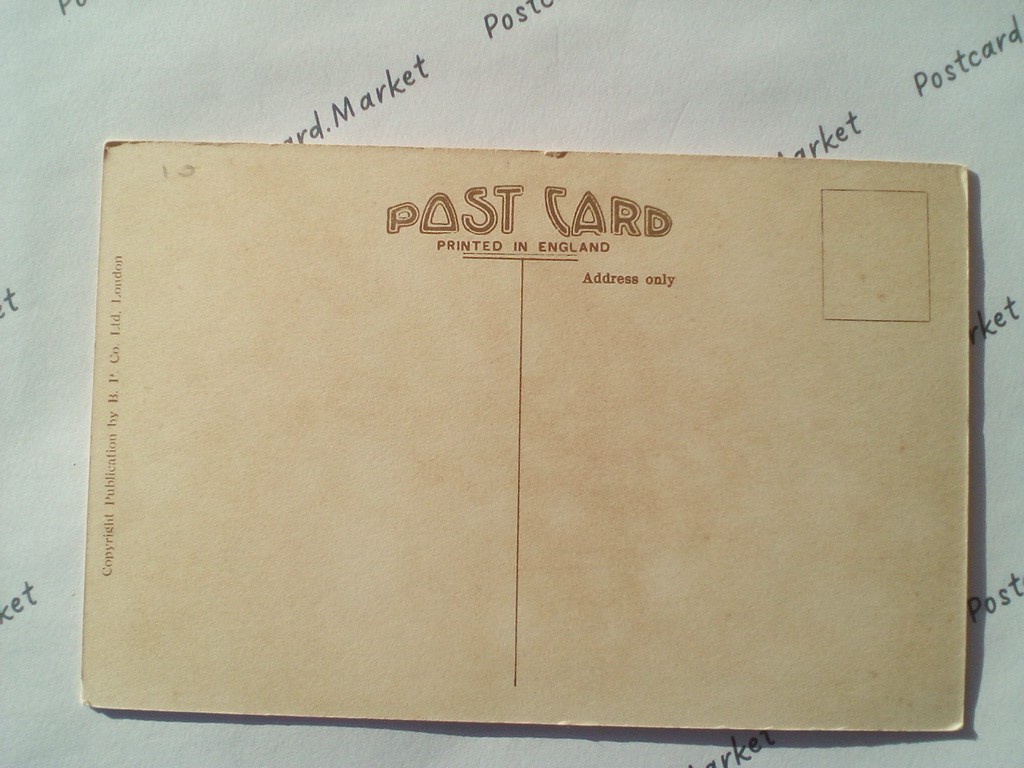 Postc
Postcard
ard.Market
arket
POST CARD
PRINTED IN ENGLAND
Address only
Copyright Publication by B. P. Co. Ltd, London
et
rket
ket
Post
arket